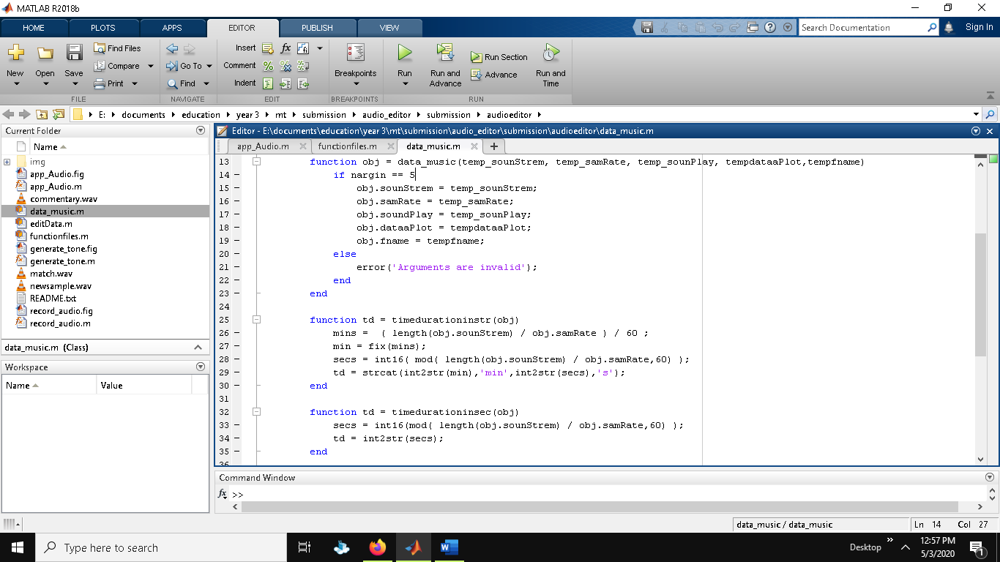 MATLAB R2018b
HOME PLOTS APPS EDITOR PUBLISH VIEW Search Documentation Sign In
New Open Save Find Files Compare Print Go To Find Insert Comment Indent fx Breakpoints Run Run and Advance Run Section Advance Run and Time
FILE NAVIGATE EDIT BREAKPOINTS RUN
E: documents education year 3 mt submission audio_editor submission audioeditor
Current Folder
Name
img
app_Audio.fig
app_Audio.m
commentary.wav
data_music.m
editData.m
functionfiles.m
generate_tone.fig
generate_tone.m
match.wav
newsample.wav
README.txt
record_audio.fig
record_audio.m
data_music.m (Class)
Workspace
Name Value
Editor - E:\documents\education\year 3\mt\submission\audio_editor\submission\audioeditor\data_music.m
app_Audio.m functionfiles.m data_music.m
13 function obj = data_music(temp_sounStrem, temp_samRate, temp_sounPlay, tempdataaPlot,tempfname)
14 if nargin == 5
15 obj.sounStrem = temp_sounStrem;
16 obj.samRate = temp_samRate;
17 obj.soundPlay = temp_sounPlay;
18 obj.dataaPlot = tempdataaPlot;
19 obj.fname = tempfname;
20 else
21 error('Arguments are invalid');
22 end
23 end
24
25 function td = timedurationinstr(obj)
26 mins =  ( length(obj.sounStrem) / obj.samRate ) / 60 ;
27 min = fix(mins);
28 secs = int16( mod( length(obj.sounStrem) / obj.samRate,60) );
29 td = strcat(int2str(min),'min',int2str(secs),'s');
30 end
31
32 function td = timedurationinsec(obj)
33 secs = int16(mod( length(obj.sounStrem) / obj.samRate,60) );
34 td = int2str(secs);
35 end
36
Command Window
fx >>
data_music / data_music Ln 14 Col 27
Type here to search
Desktop
12:57 PM
5/3/2020
1